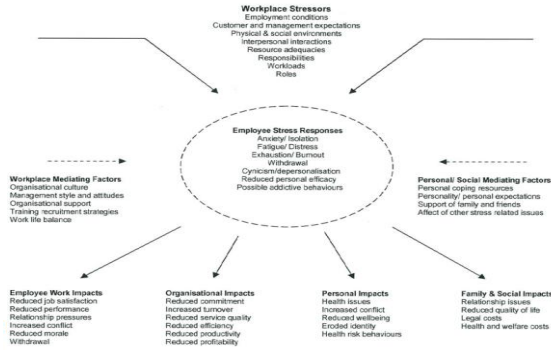 Workplace Stressors
Employment conditions
Customer and management expectations
Physical & social environments
Interpersonal interactions
Resource adequacies
Responsibilities
Workloads
Roles
Employee Stress Responses
Anxiety/ Isolation
Fatigue/ Distress
Exhaustion/ Burnout
Withdrawal
Cynicism/depersonalisation
Reduced personal efficacy
Possible addictive behaviours
Workplace Mediating Factors
Organisational culture
Management style and attitudes
Organisational support
Training recruitment strategies
Work life balance
Personal/ Social Mediating Factors
Personal coping resources
Personality/ personal expectations
Support of family and friends
Affect of other stress related issues
Employee Work Impacts
Reduced job satisfaction
Reduced performance
Relationship pressures
Increased conflict
Reduced morale
Withdrawal
Organisational Impacts
Reduced commitment
Increased turnover
Reduced service quality
Reduced efficiency
Reduced productivity
Reduced profitability
Personal Impacts
Health issues
Increased conflict
Reduced wellbeing
Eroded identity
Health risk behaviours
Family & Social Impacts
Relationship issues
Reduced quality of life
Legal costs
Health and welfare costs